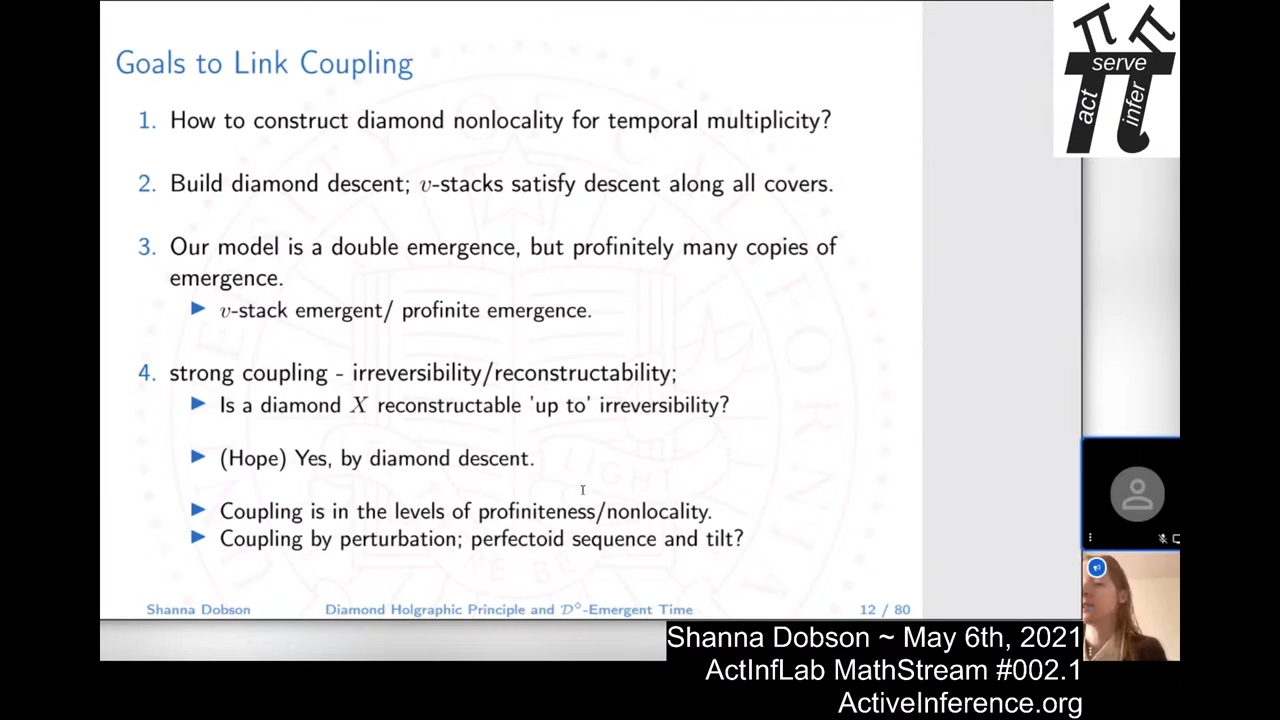 Goals to Link Coupling
1. How to construct diamond nonlocality for temporal multiplicity?
2. Build diamond descent; v-stacks satisfy descent along all covers.
3. Our model is a double emergence, but profinitely many copies of
emergence.
▶ v-stack emergent/ profinite emergence.
4. strong coupling - irreversibility/reconstructability;
▶ Is a diamond X reconstructable 'up to' irreversibility?
▶ (Hope) Yes, by diamond descent.
▶ Coupling is in the levels of profiniteness/nonlocality.
▶ Coupling by perturbation; perfectoid sequence and tilt?
Shanna Dobson Diamond Holgraphic Principle and 𝒟^◇-Emergent Time 12 / 80
π π
serve
act infer
Shanna Dobson ~ May 6th, 2021
ActInfLab MathStream #002.1
ActiveInference.org